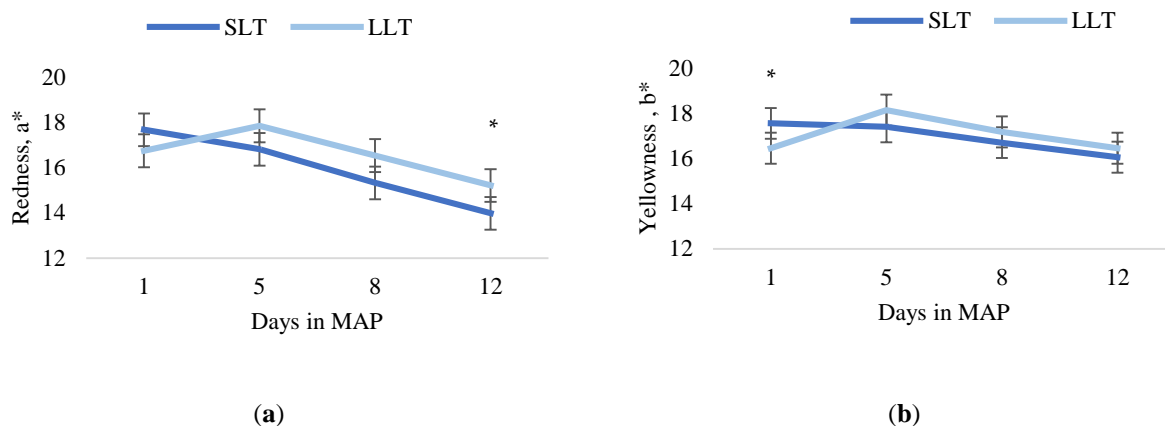 SLT LLT
20
18
16
14
12
Redness, a*
*
1 5 8 12
Days in MAP
(a)
SLT LLT
20
18
16
14
12
Yellowness , b*
*
1 5 8 12
Days in MAP
(b)